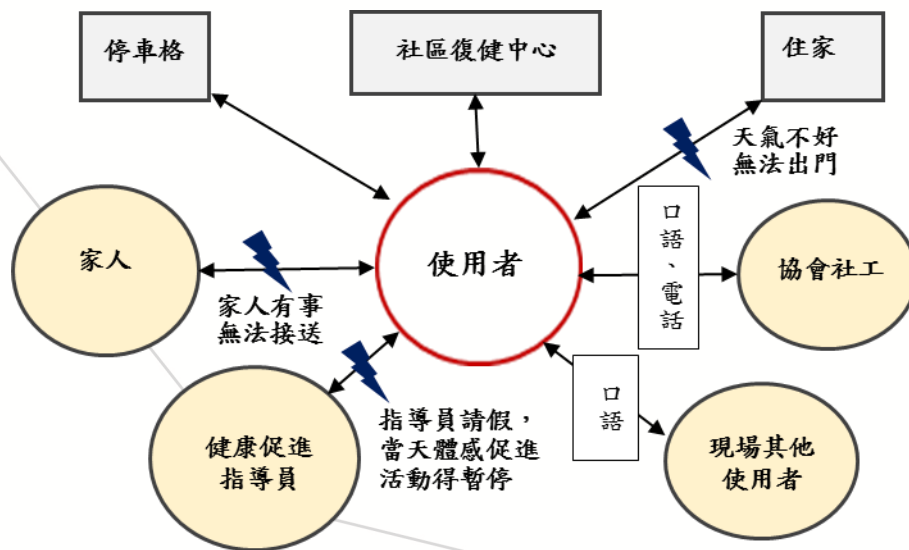 停車格
社區復健中心
住家
天氣不好
無法出門
家人
使用者
口語、電話
協會社工
家人有事
無法接送
健康促進
指導員
指導員請假，
當天體感促進
活動得暫停
口語
現場其他
使用者